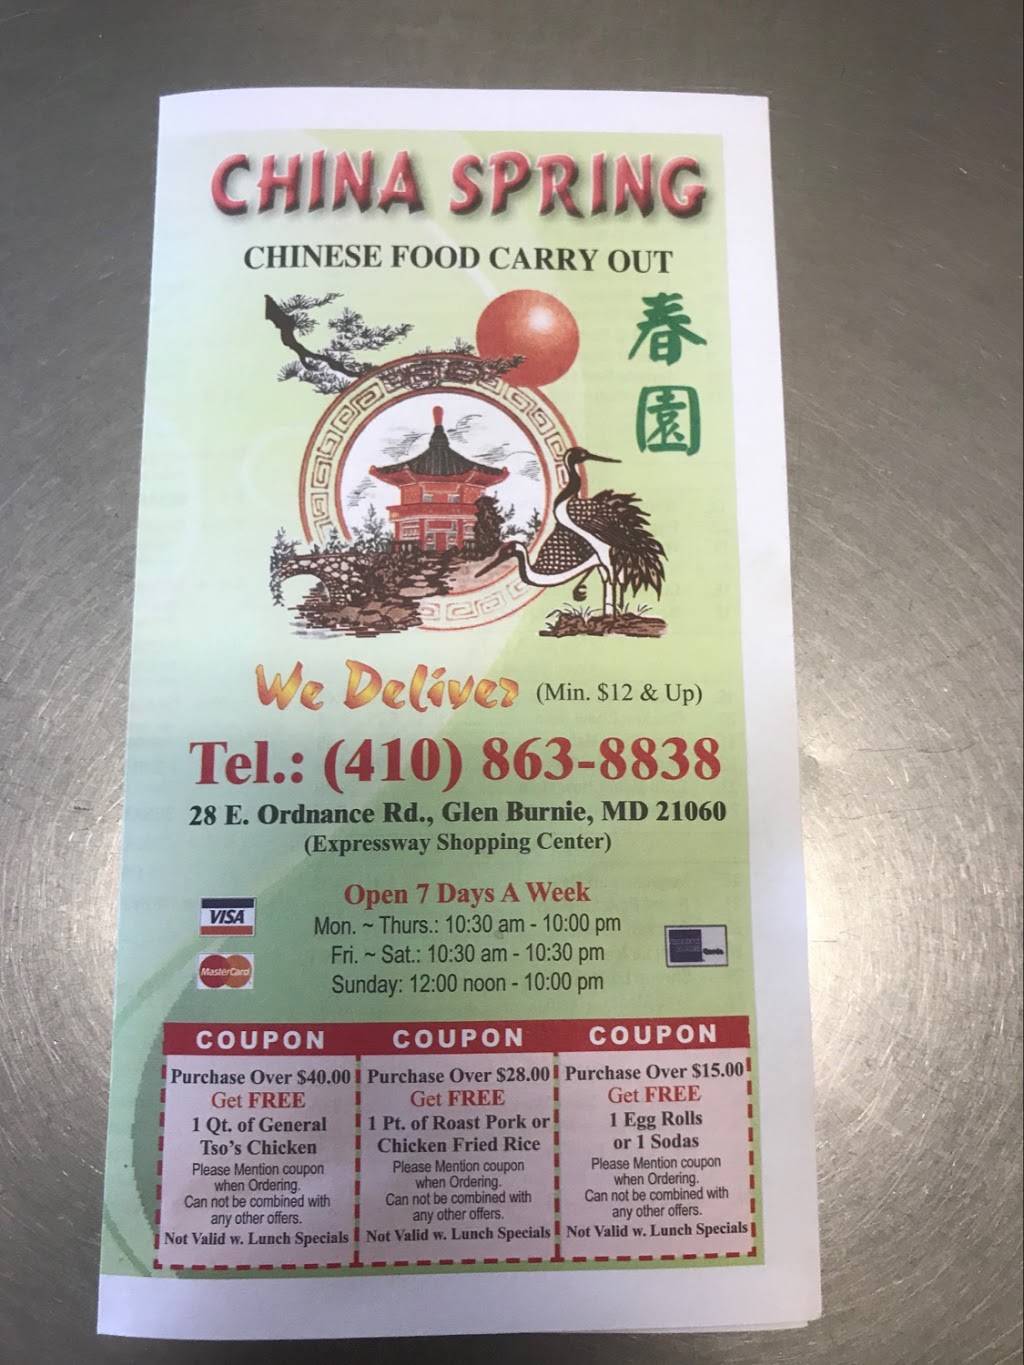 CHINA SPRING
CHINESE FOOD CARRY OUT
春
園
We Deliver (Min. $12 & Up)
Tel.: (410) 863-8838
28 E. Ordnance Rd., Glen Burnie, MD 21060
(Expressway Shopping Center)
Open 7 Days A Week
VISA
Mon. ~ Thurs.: 10:30 am - 10:00 pm
Fri. ~ Sat.: 10:30 am - 10:30 pm
MasterCard
Sunday: 12:00 noon - 10:00 pm
COUPON
Purchase Over $40.00
Get FREE
1 Qt. of General
Tso's Chicken
Please Mention coupon
when Ordering.
Can not be combined with
any other offers.
Not Valid w. Lunch Specials
COUPON
Purchase Over $28.00
Get FREE
1 Pt. of Roast Pork or
Chicken Fried Rice
Please Mention coupon
when Ordering.
Can not be combined with
any other offers.
Not Valid w. Lunch Specials
COUPON
Purchase Over $15.00
Get FREE
1 Egg Rolls
or 1 Sodas
Please Mention coupon
when Ordering.
Can not be combined with
any other offers.
Not Valid w. Lunch Specials